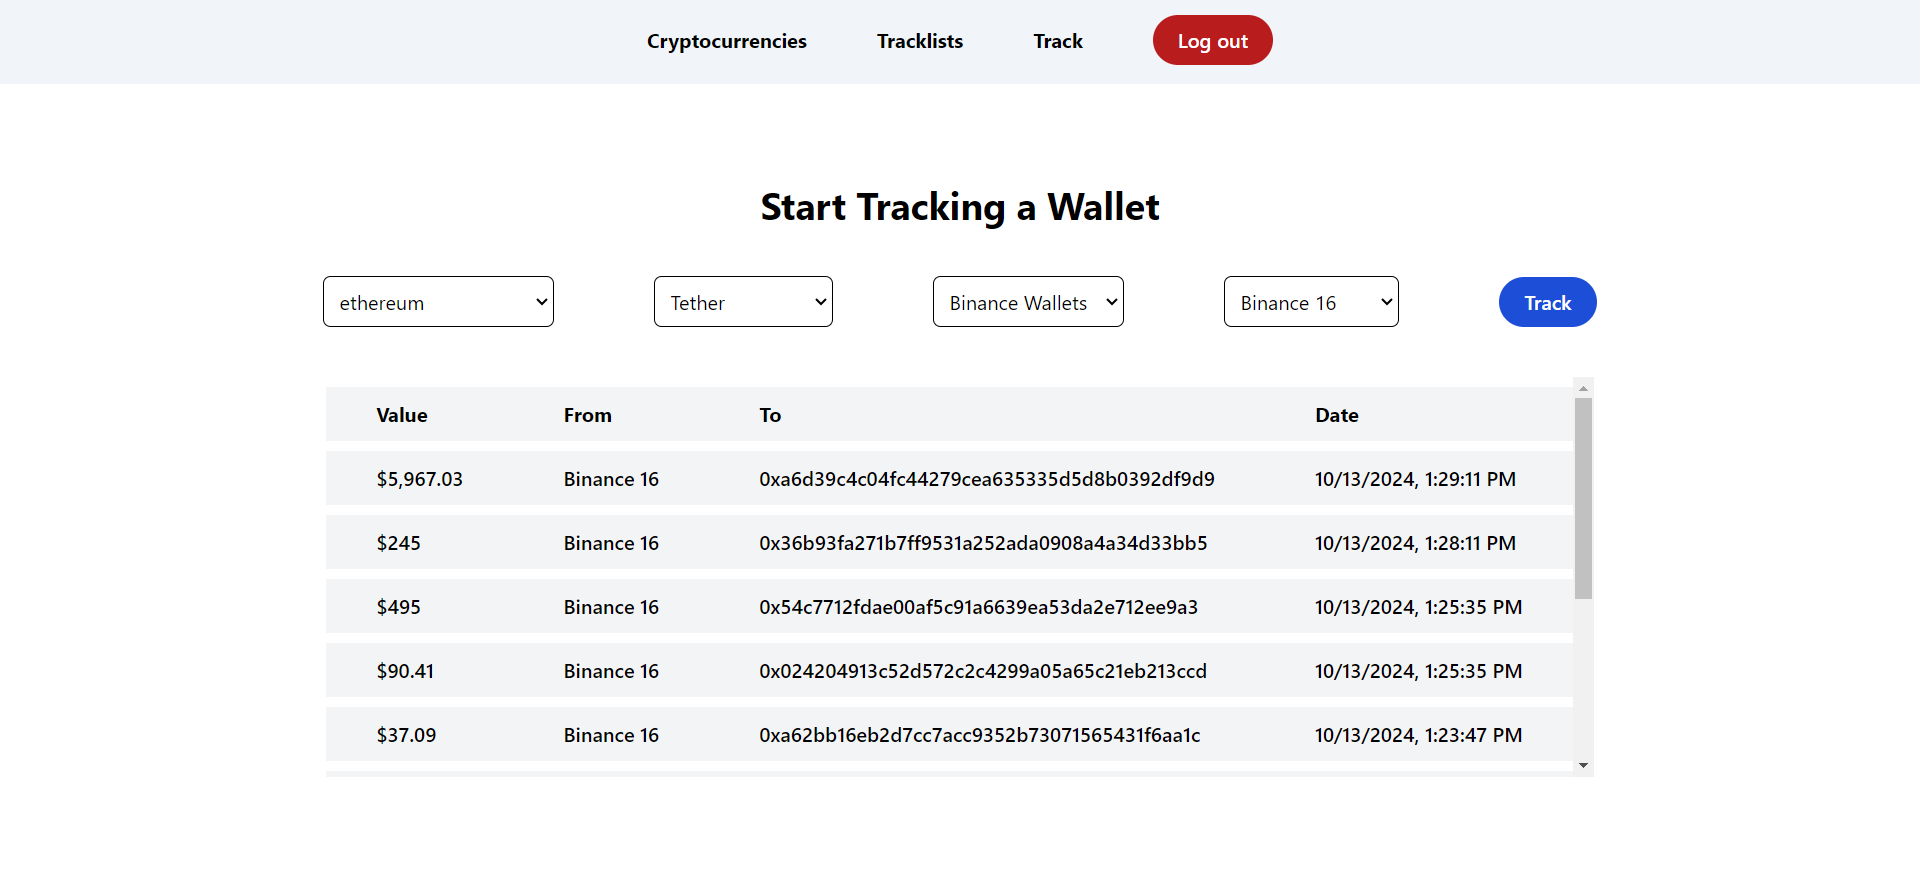 Cryptocurrencies Tracklists Track Log out
Start Tracking a Wallet
ethereum Tether Binance Wallets Binance 16 Track
Value From To Date
$5,967.03 Binance 16 0xa6d39c4c04fc44279cea635335d5d8b0392df9d9 10/13/2024, 1:29:11 PM
$245 Binance 16 0x36b93fa271b7ff9531a252ada0908a4a34d33bb5 10/13/2024, 1:28:11 PM
$495 Binance 16 0x54c7712fdae00af5c91a6639ea53da2e712ee9a3 10/13/2024, 1:25:35 PM
$90.41 Binance 16 0x024204913c52d572c2c4299a05a65c21eb213ccd 10/13/2024, 1:25:35 PM
$37.09 Binance 16 0xa62bb16eb2d7cc7acc9352b73071565431f6aa1c 10/13/2024, 1:23:47 PM